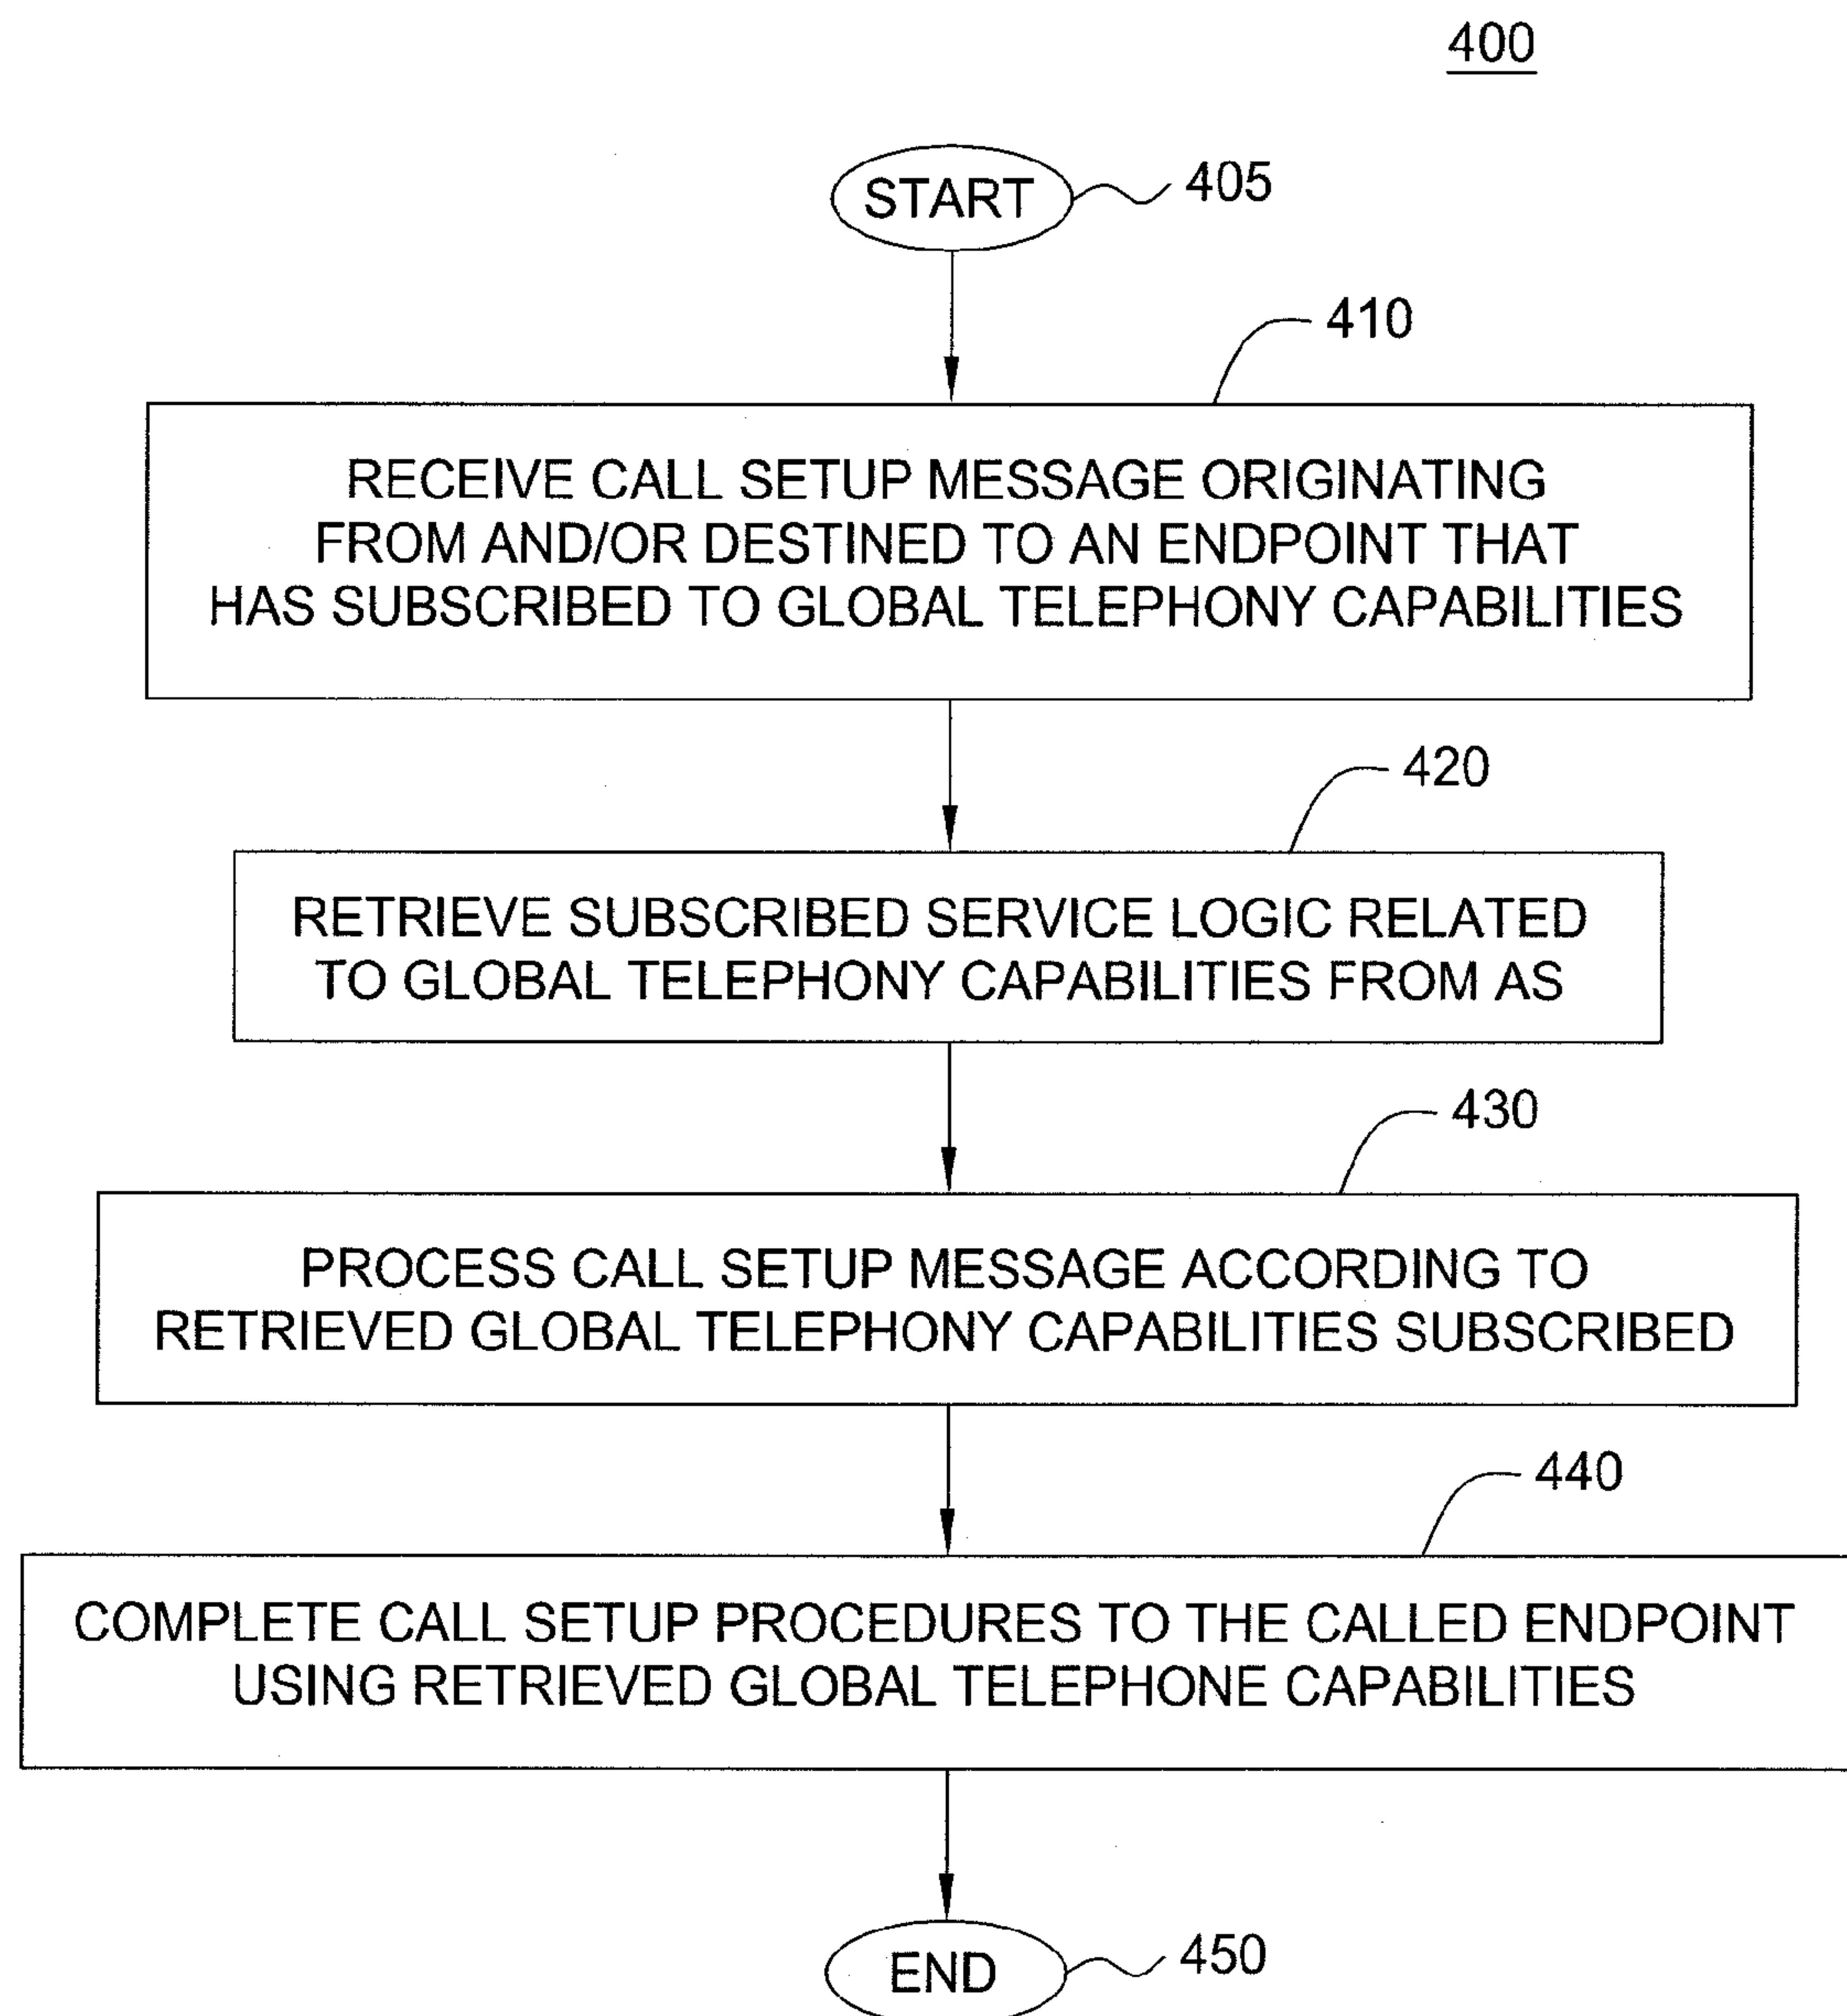 400
START
405
410
RECEIVE CALL SETUP MESSAGE ORIGINATING
FROM AND/OR DESTINED TO AN ENDPOINT THAT
HAS SUBSCRIBED TO GLOBAL TELEPHONY CAPABILITIES
420
RETRIEVE SUBSCRIBED SERVICE LOGIC RELATED
TO GLOBAL TELEPHONY CAPABILITIES FROM AS
430
PROCESS CALL SETUP MESSAGE ACCORDING TO
RETRIEVED GLOBAL TELEPHONY CAPABILITIES SUBSCRIBED
440
COMPLETE CALL SETUP PROCEDURES TO THE CALLED ENDPOINT
USING RETRIEVED GLOBAL TELEPHONE CAPABILITIES
END
450